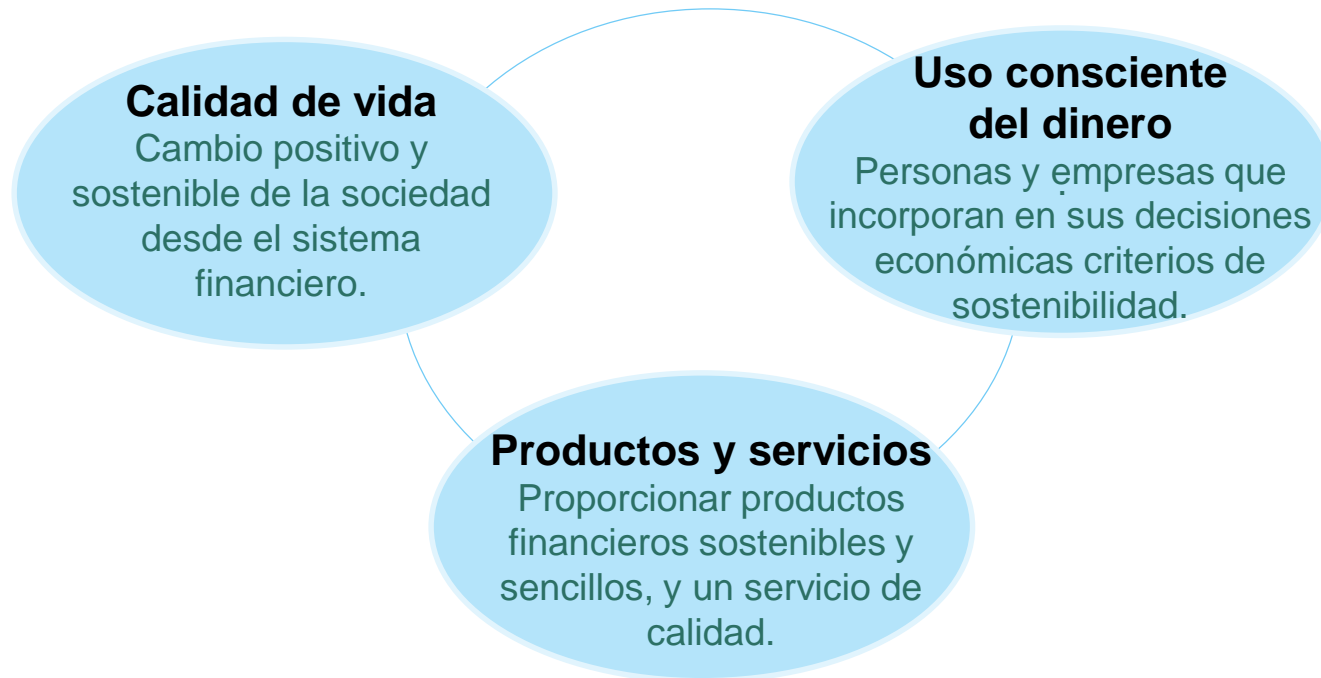 Calidad de vida
Cambio positivo y
sostenible de la sociedad
desde el sistema
financiero.
Uso consciente
del dinero
Personas y empresas que
incorporan en sus decisiones
económicas criterios de
sostenibilidad.
Productos y servicios
Proporcionar productos
financieros sostenibles y
sencillos, y un servicio de
calidad.